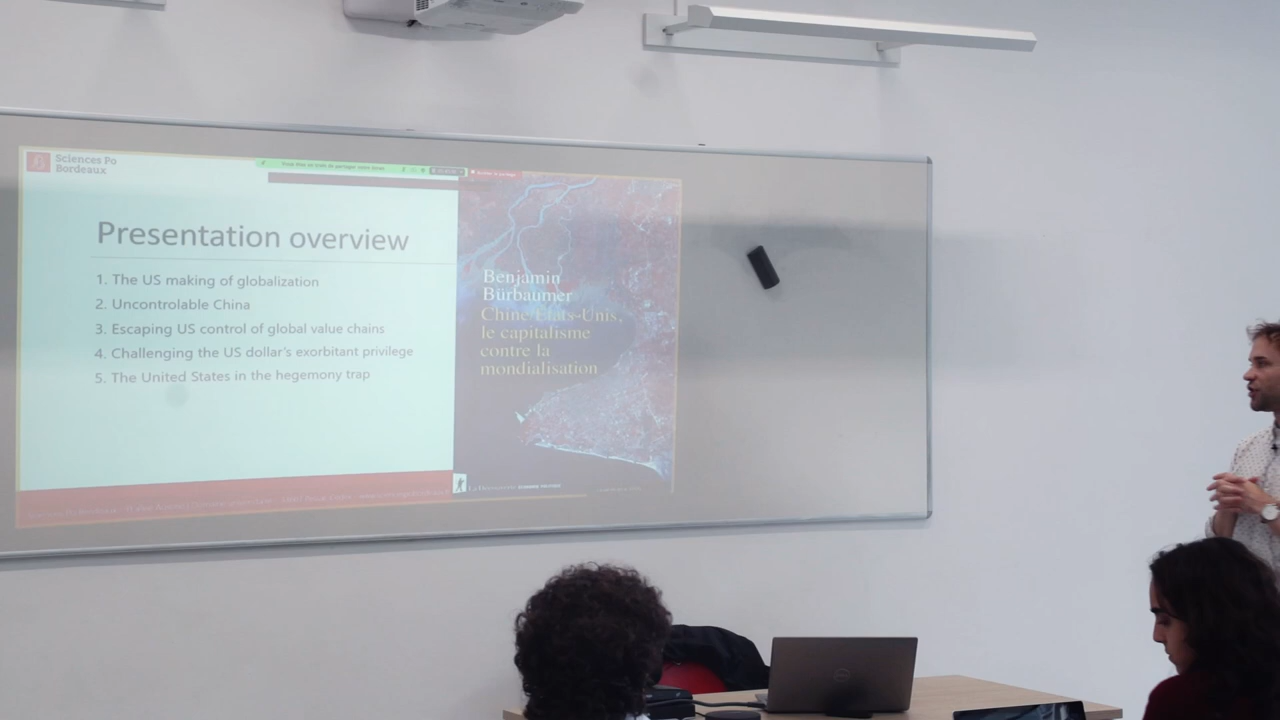 Sciences Po
Bordeaux
Presentation overview
1. The US making of globalization
2. Uncontrolable China
3. Escaping US control of global value chains
4. Challenging the US dollar's exorbitant privilege
5. The United States in the hegemony trap
Benjamin
Bürbaumer
Chine/États-Unis,
le capitalisme
contre la
mondialisation
La Découverte